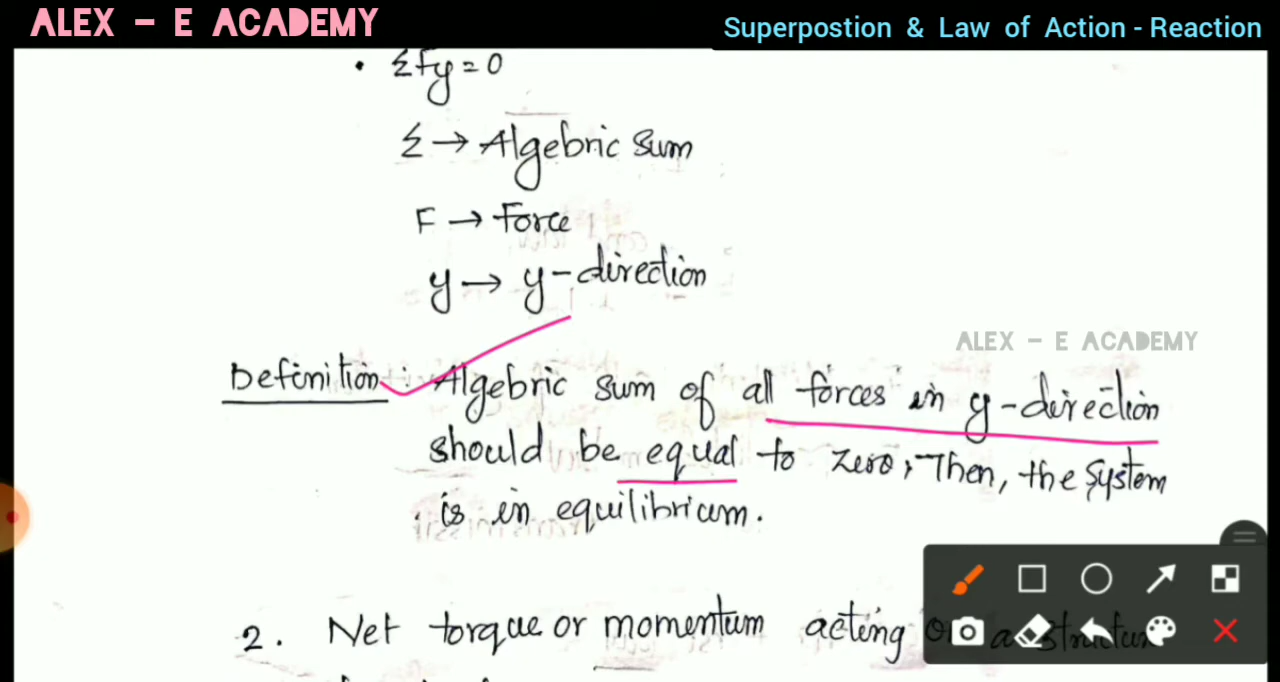 ALEX - E ACADEMY
Superpostion & Law of Action - Reaction
• ΣFy = 0
Σ → Algebric Sum
F → Force
y → y-direction
ALEX - E ACADEMY
Definition : Algebric sum of all forces in y-direction
should be equal to zero, Then, the system
is in equilibrium.
2. Net torque or momentum acting